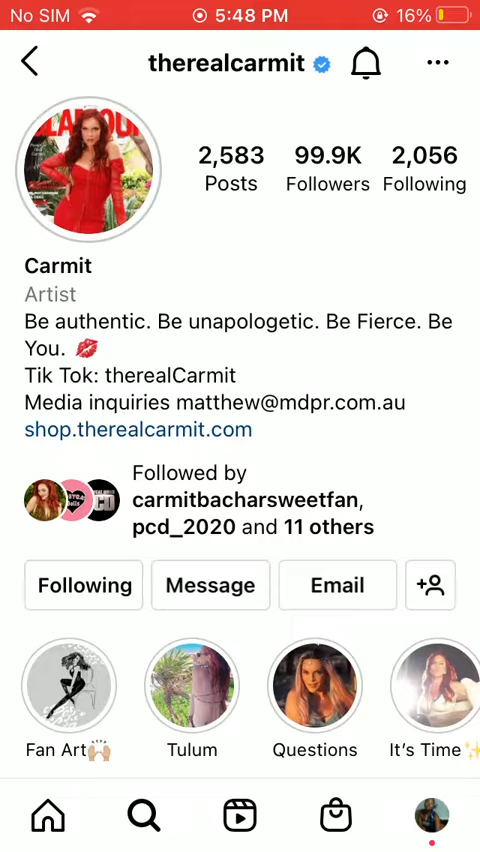 No SIM 5:48 PM 16%
therealcarmit
2,583 99.9K 2,056
Posts Followers Following
Carmit
Artist
Be authentic. Be unapologetic. Be Fierce. Be
You. 💋
Tik Tok: therealCarmit
Media inquiries matthew@mdpr.com.au
shop.therealcarmit.com
Followed by
carmitbacharsweetfan,
pcd_2020 and 11 others
Following Message Email
Fan Art🙌🏼 Tulum Questions It's Time✨